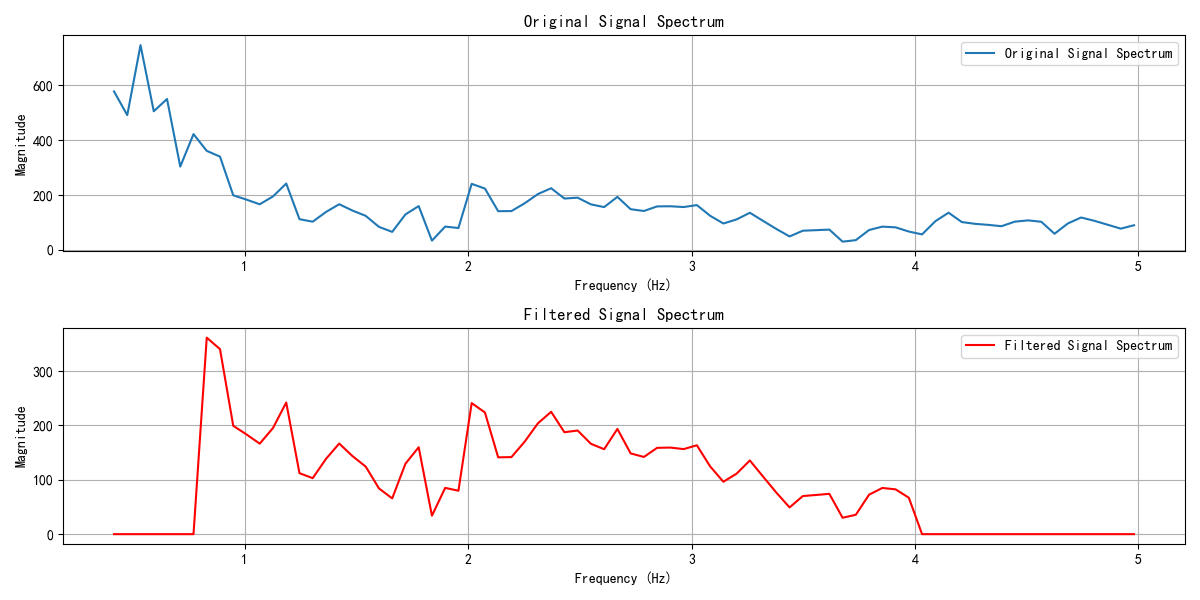 Original Signal Spectrum
Original Signal Spectrum
Magnitude
600
400
200
0
1 2 3 4 5
Frequency (Hz)
Filtered Signal Spectrum
Filtered Signal Spectrum
Magnitude
300
200
100
0
1 2 3 4 5
Frequency (Hz)